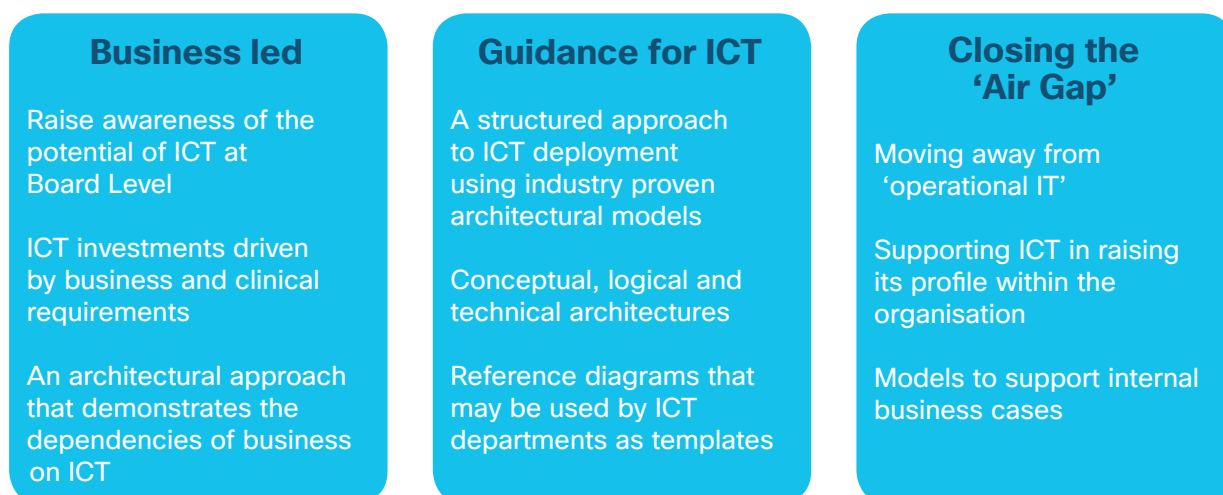 Business led
Raise awareness of the
potential of ICT at
Board Level
ICT investments driven
by business and clinical
requirements
An architectural approach
that demonstrates the
dependencies of business
on ICT
Guidance for ICT
A structured approach
to ICT deployment
using industry proven
architectural models
Conceptual, logical and
technical architectures
Reference diagrams that
may be used by ICT
departments as templates
Closing the
‘Air Gap’
Moving away from
‘operational IT’
Supporting ICT in raising
its profile within the
organisation
Models to support internal
business cases